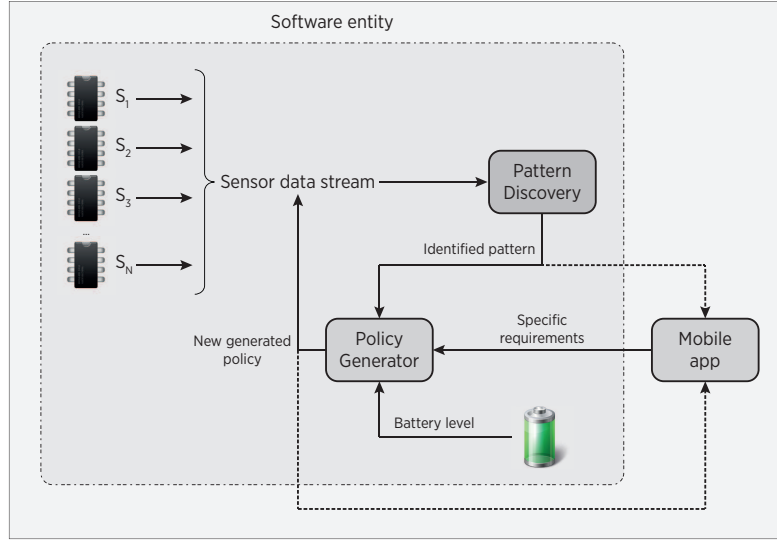 Software entity
S1
S2
S3
...
SN
Sensor data stream
Pattern
Discovery
Identified pattern
New generated
policy
Policy
Generator
Specific
requirements
Mobile
app
Battery level